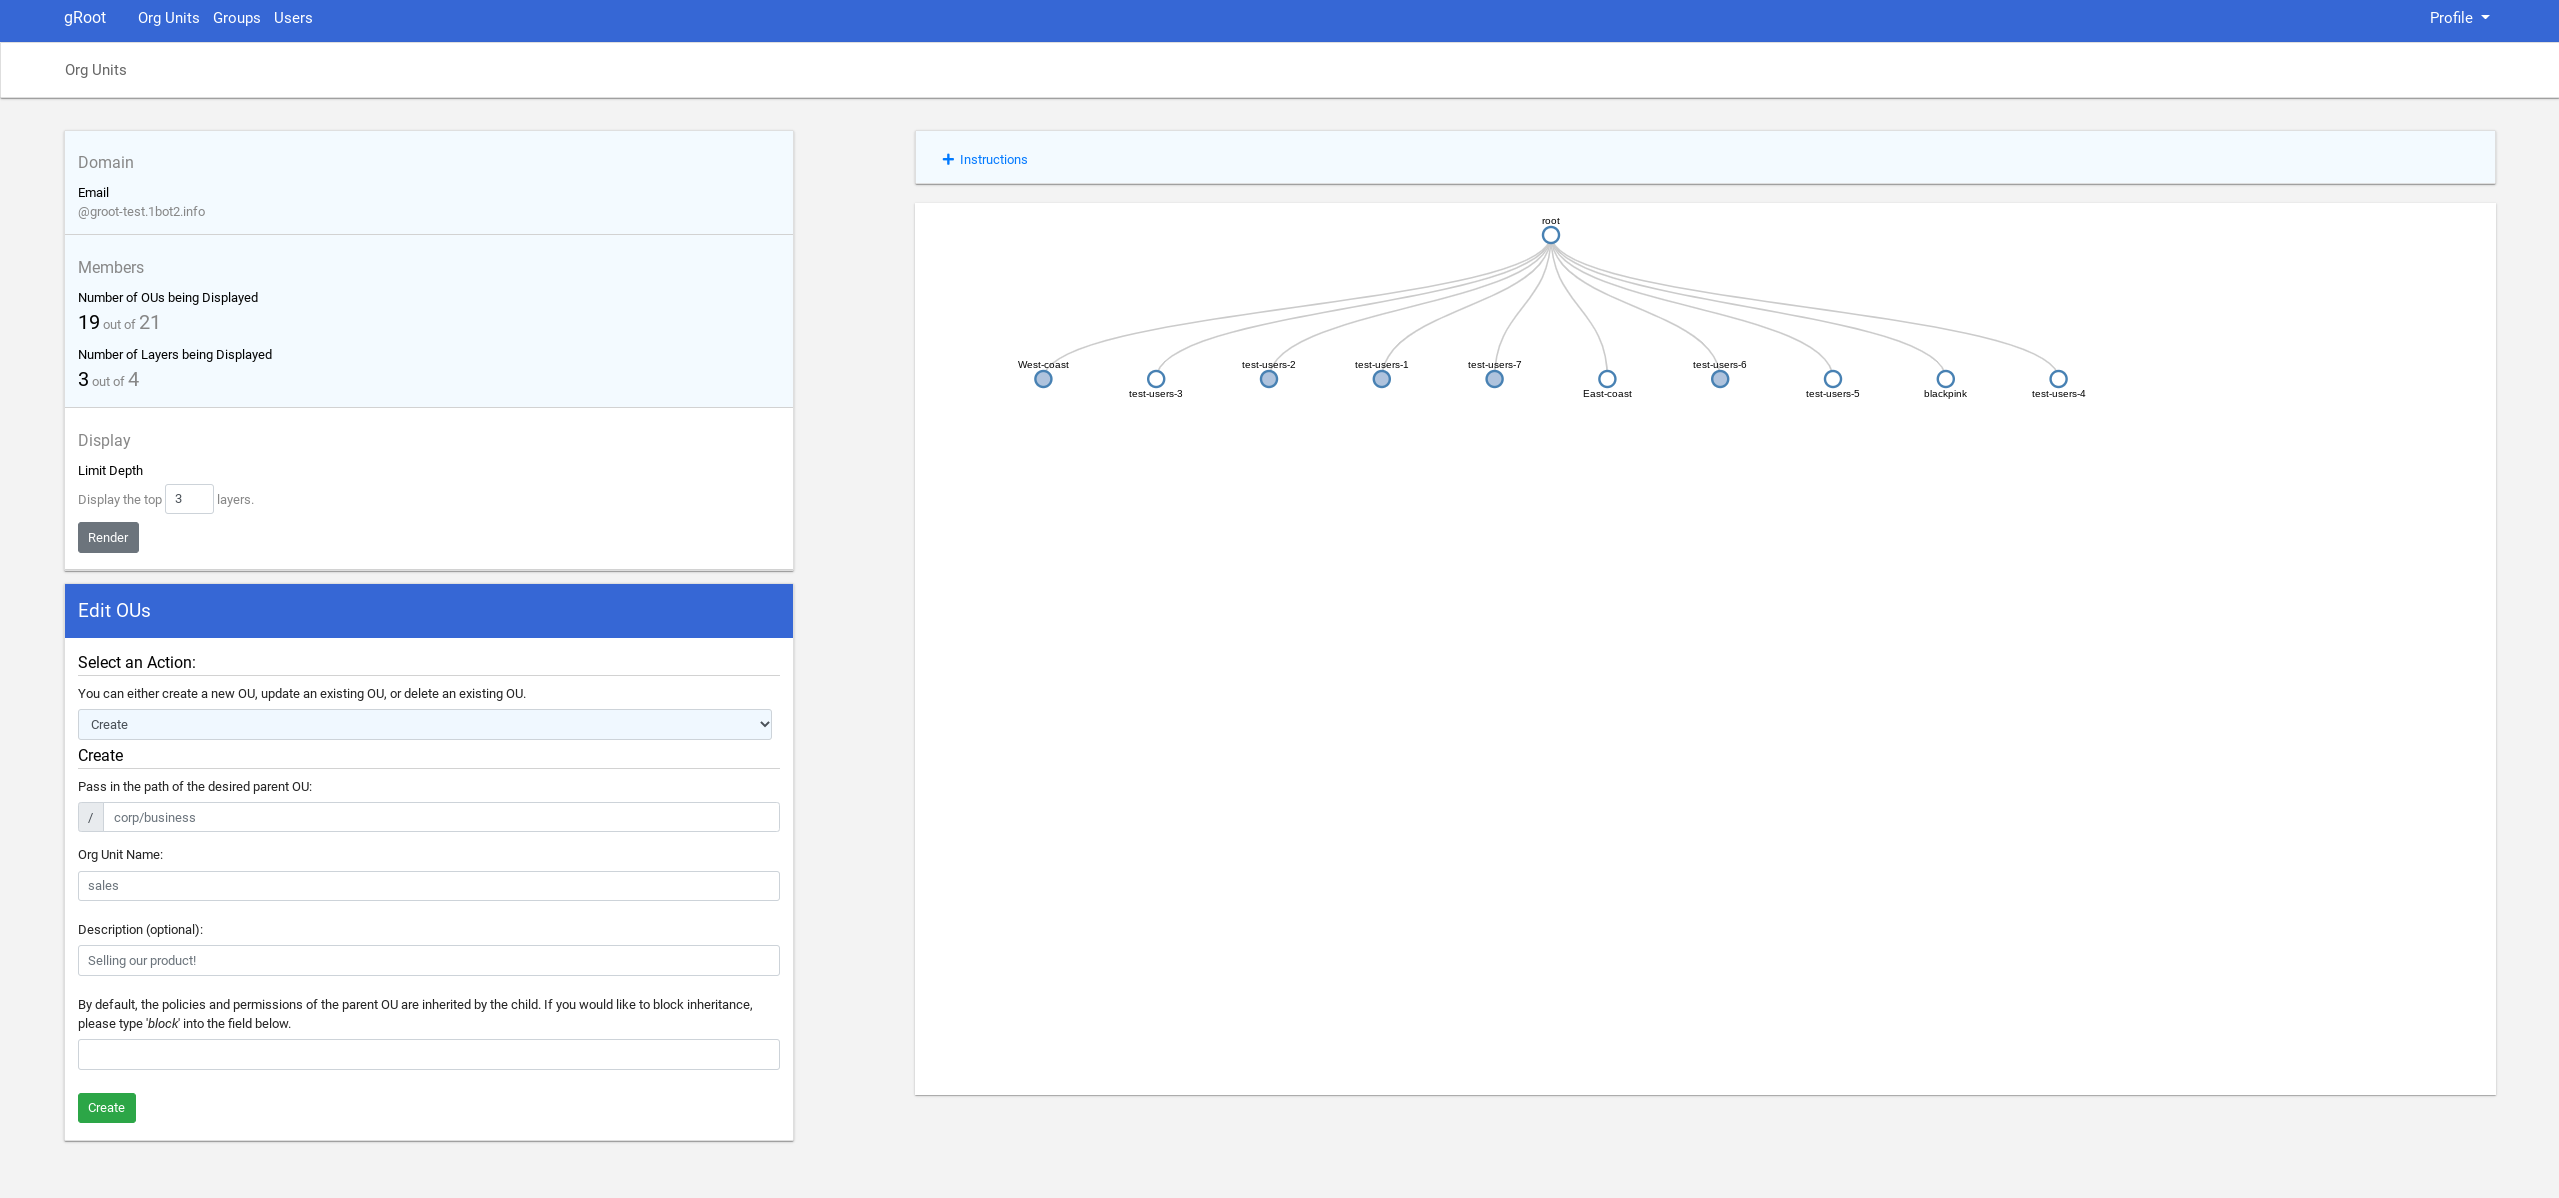 gRoot Org Units Groups Users Profile
Org Units
Domain
Email
@groot-test.1bot2.info
Members
Number of OUs being Displayed
19 out of 21
Number of Layers being Displayed
3 out of 4
Display
Limit Depth
Display the top 3 layers.
Render
Edit OUs
Select an Action:
You can either create a new OU, update an existing OU, or delete an existing OU.
Create
Create
Pass in the path of the desired parent OU:
/ corp/business
Org Unit Name:
sales
Description (optional):
Selling our product!
By default, the policies and permissions of the parent OU are inherited by the child. If you would like to block inheritance,
please type 'block' into the field below.
Create
+ Instructions
root
West-coast test-users-2 test-users-1 test-users-7 test-users-6
test-users-3 East-coast test-users-5 blackpink test-users-4